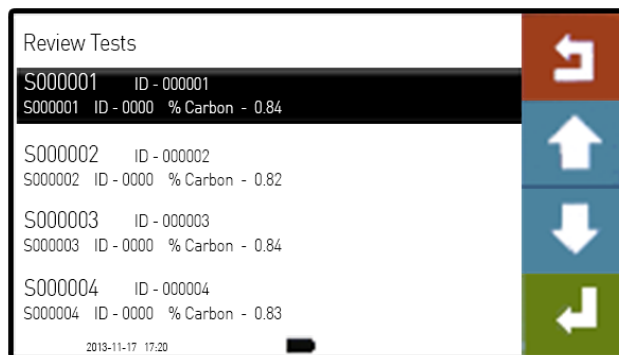 Review Tests
S000001 ID - 000001
S000001 ID - 0000 % Carbon - 0.84
S000002 ID - 000002
S000002 ID - 0000 % Carbon - 0.82
S000003 ID - 000003
S000003 ID - 0000 % Carbon - 0.84
S000004 ID - 000004
S000004 ID - 0000 % Carbon - 0.83
2013-11-17 17:20